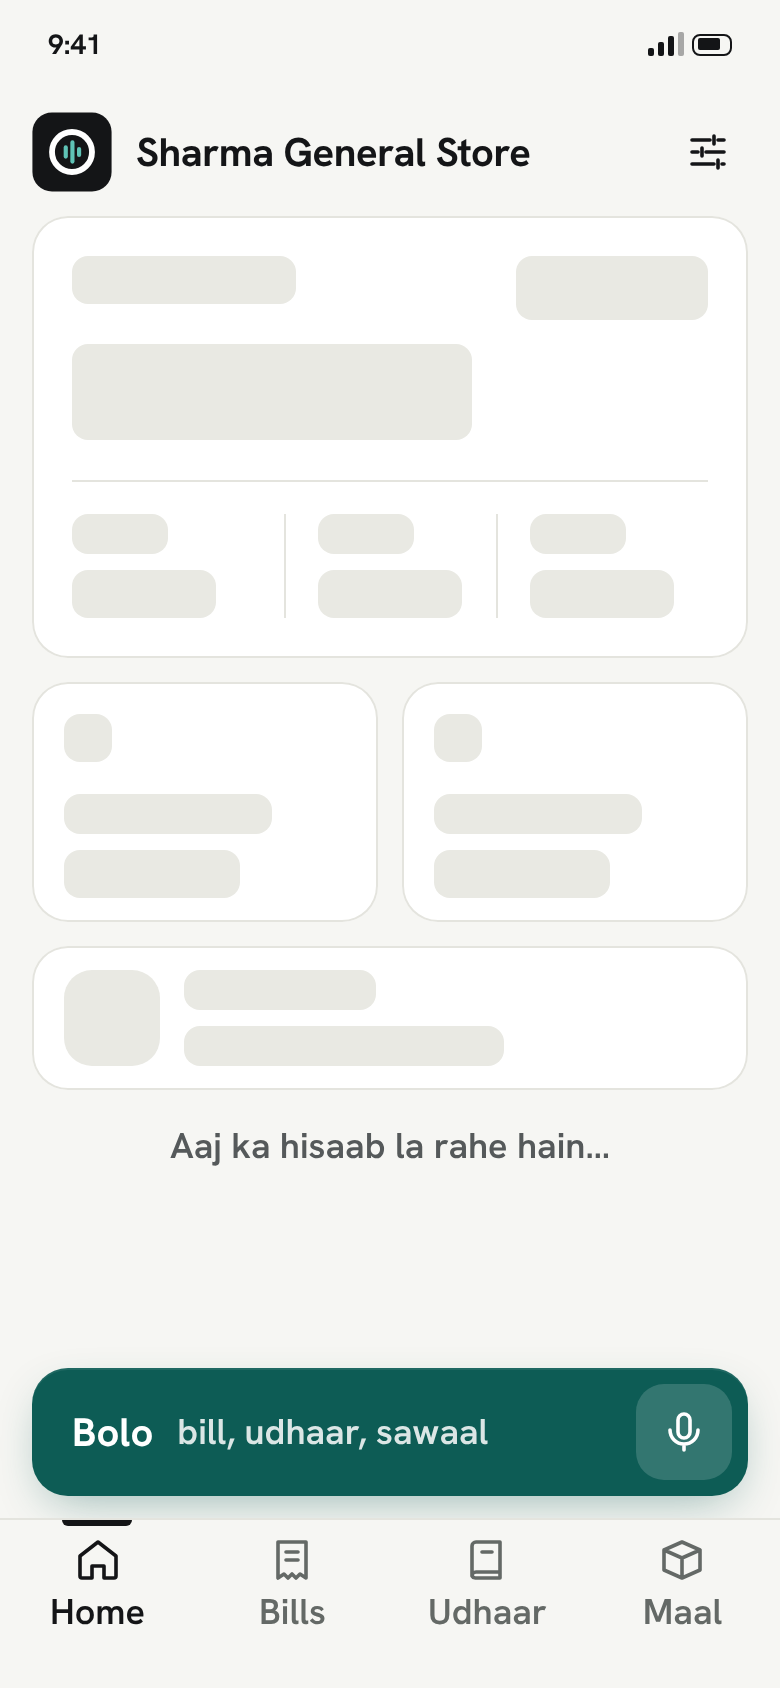 9:41
Sharma General Store
Aaj ka hisaab la rahe hain...
Bolo bill, udhaar, sawaal
Home Bills Udhaar Maal